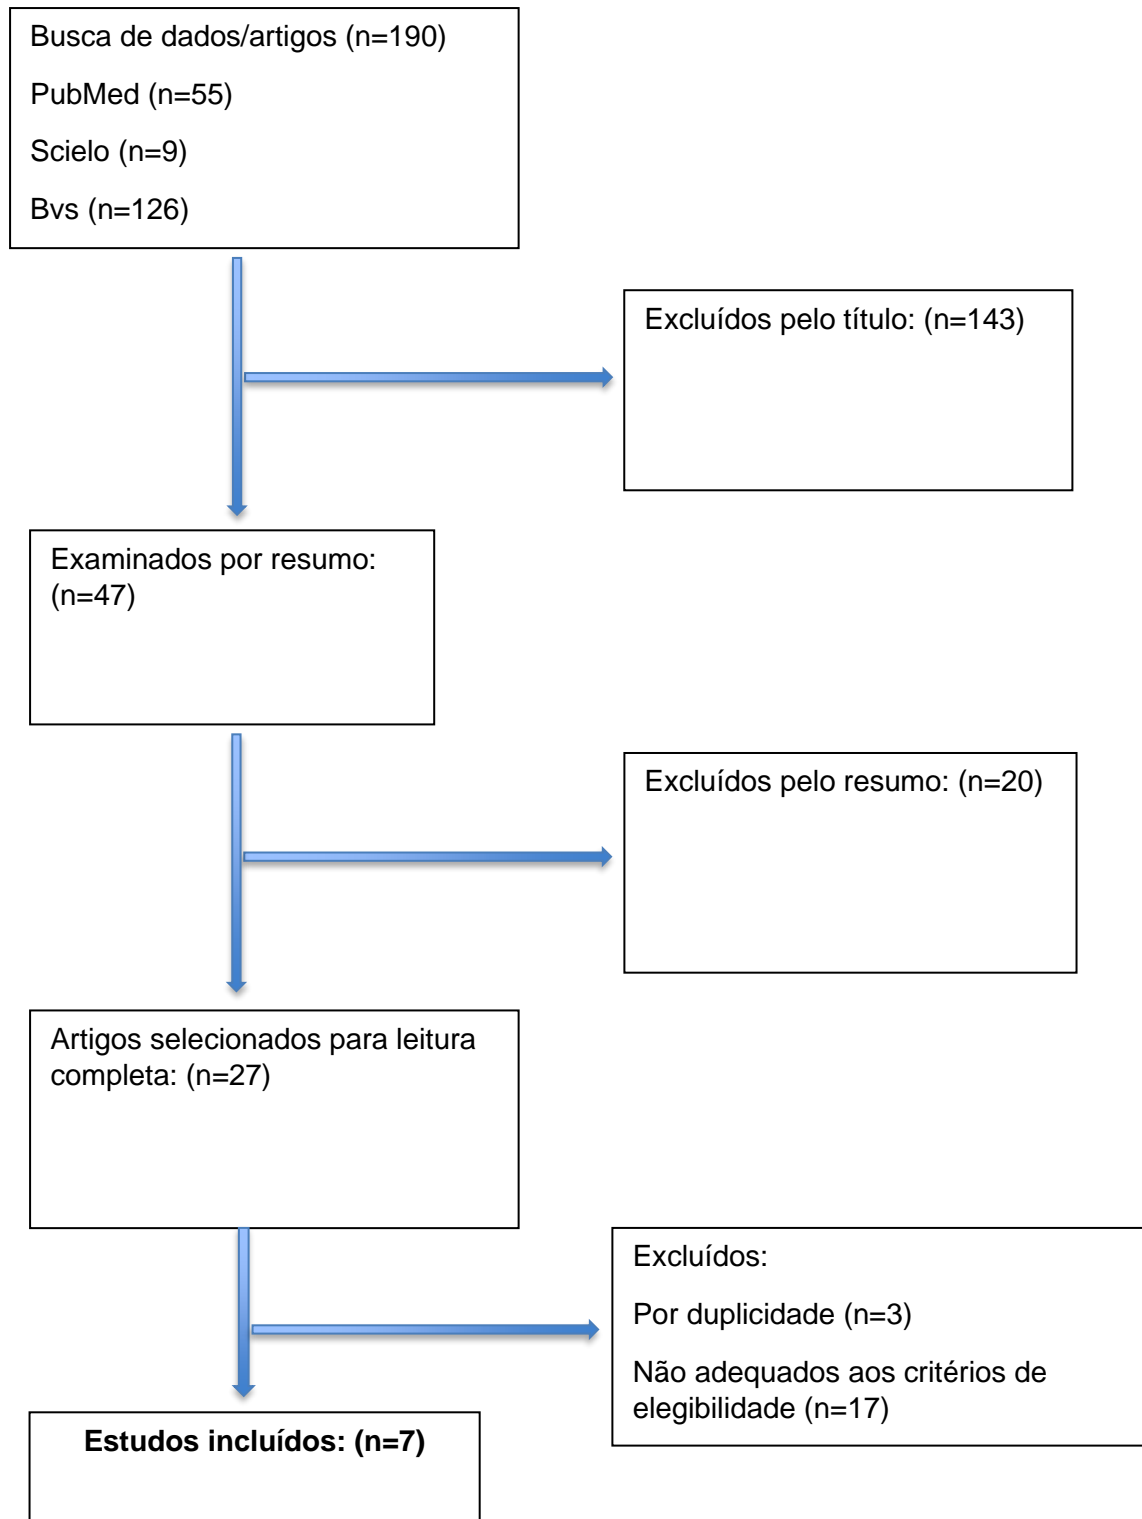 Busca de dados/artigos (n=190)
PubMed (n=55)
Scielo (n=9)
Bvs (n=126)
Excluídos pelo título: (n=143)
Examinados por resumo:
(n=47)
Excluídos pelo resumo: (n=20)
Artigos selecionados para leitura
completa: (n=27)
Excluídos:
Por duplicidade (n=3)
Não adequados aos critérios de
elegibilidade (n=17)
Estudos incluídos: (n=7)